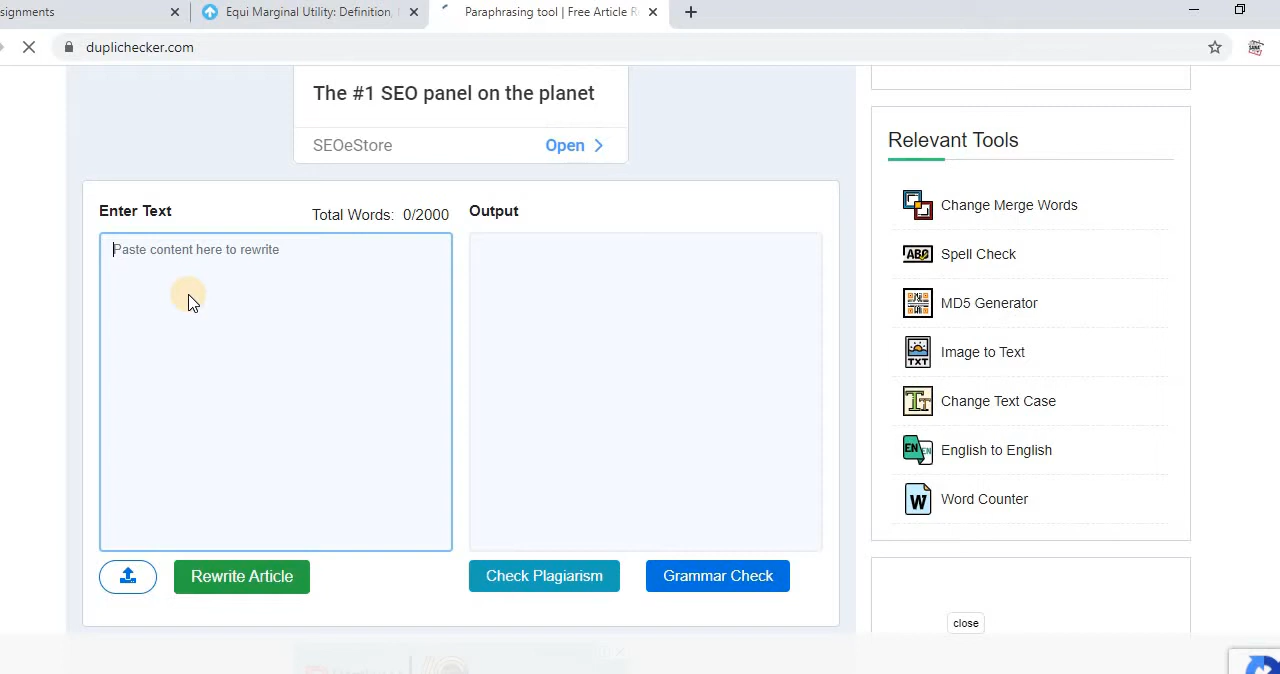 signments
Equi Marginal Utility: Definition,
Paraphrasing tool | Free Article R
duplichecker.com
The #1 SEO panel on the planet
SEOeStore
Open
Relevant Tools
Enter Text
Total Words: 0/2000
Output
Paste content here to rewrite
Change Merge Words
ABC
Spell Check
MD5 Generator
TXT
Image to Text
TT
Change Text Case
EN
EN
English to English
W
Word Counter
Rewrite Article
Check Plagiarism
Grammar Check
close